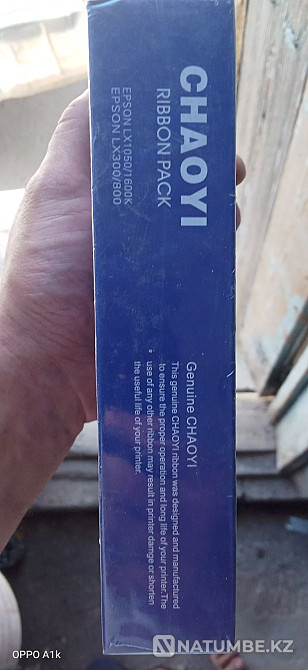 CHAOYI
RIBBON PACK
EPSON LX1050/1600K
EPSON LX300/800
Genuine CHAOYI
This genuine CHAOYI ribbon was designed and manufactured
to ensure the proper operation and long life of your printer.The
use of any other ribbon may result in printer damge or shorten
the useful life of your printer.
OPPO A1k
NATUMBE.KZ